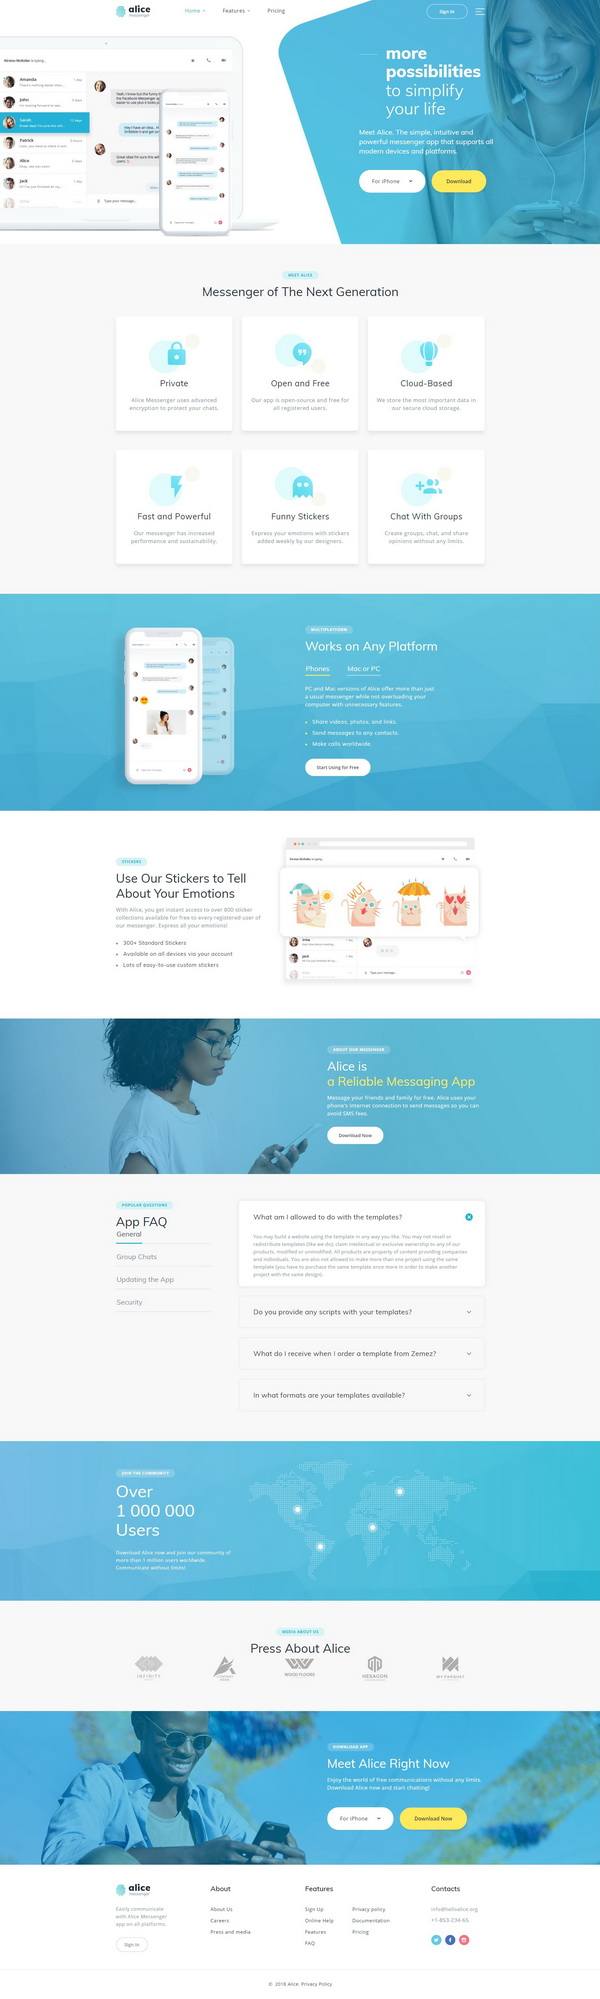 alice
messenger
Home
Features
Pricing
Sign In
Amanda
John
Sarah
Patrick
Alice
Jack
Type your message...
more
possibilities
to simplify
your life
Meet Alice. The simple, intuitive and
powerful messenger app that supports all
modern devices and platforms.
For iPhone
Download
MEET ALICE
Messenger of The Next Generation
Private
Alice Messenger uses advanced
encryption to protect your chats.
Open and Free
Our app is open-source and free for
all registered users.
Cloud-Based
We store the most important data in
our secure cloud storage.
Fast and Powerful
Our messenger has increased
performance and sustainability.
Funny Stickers
Express your emotions with stickers
added weekly by our designers.
Chat With Groups
Create groups, chat, and share
opinions without any limits.
MULTIPLATFORM
Works on Any Platform
Phones
Mac or PC
PC and Mac versions of Alice offer more than just
a usual messenger while not overloading your
computer with unnecessary features.
Share videos, photos, and links.
Send messages to any contacts.
Make calls worldwide.
Start Using for Free
STICKERS
Use Our Stickers to Tell
About Your Emotions
With Alice, you get instant access to over 800 sticker
collections available for free to every registered user of
our messenger. Express all your emotions!
300+ Standard Stickers
Available on all devices via your account
Lots of easy-to-use custom stickers
WUT
Jack
Type your message...
ABOUT OUR MESSENGER
Alice is
a Reliable Messaging App
Message your friends and family for free. Alice uses your
phone's Internet connection to send messages so you can
avoid SMS fees.
Download Now
POPULAR QUESTIONS
App FAQ
General
Group Chats
Updating the App
Security
What am I allowed to do with the templates?
You may build a website using the template in any way you like. You may not resell or
redistribute templates (like we do); claim intellectual or exclusive ownership to any of our
products, modified or unmodified. All products are property of content providing companies
and individuals. You are also not allowed to make more than one project using the same
template (you have to purchase the same template once more in order to make another
project with the same design).
Do you provide any scripts with your templates?
What do I receive when I order a template from Zemez?
In what formats are your templates available?
JOIN THE COMMUNITY
Over
1 000 000
Users
Download Alice now and join our community of
more than 1 million users worldwide.
Communicate without limits!
MEDIA ABOUT US
Press About Alice
INFINITY
WOOD FLOORS
HEXAGON
MY PARQUET
DOWNLOAD APP
Meet Alice Right Now
Enjoy the world of free communications without any limits.
Download Alice now and start chatting!
For iPhone
Download Now
alice
messenger
Easily communicate
with Alice Messenger
app on all platforms.
Sign In
About
About Us
Careers
Press and media
Features
Sign Up
Online Help
Features
FAQ
Privacy policy
Documentation
Pricing
Contacts
info@helloalice.org
+1-853-234-65
© 2018 Alice. Privacy Policy